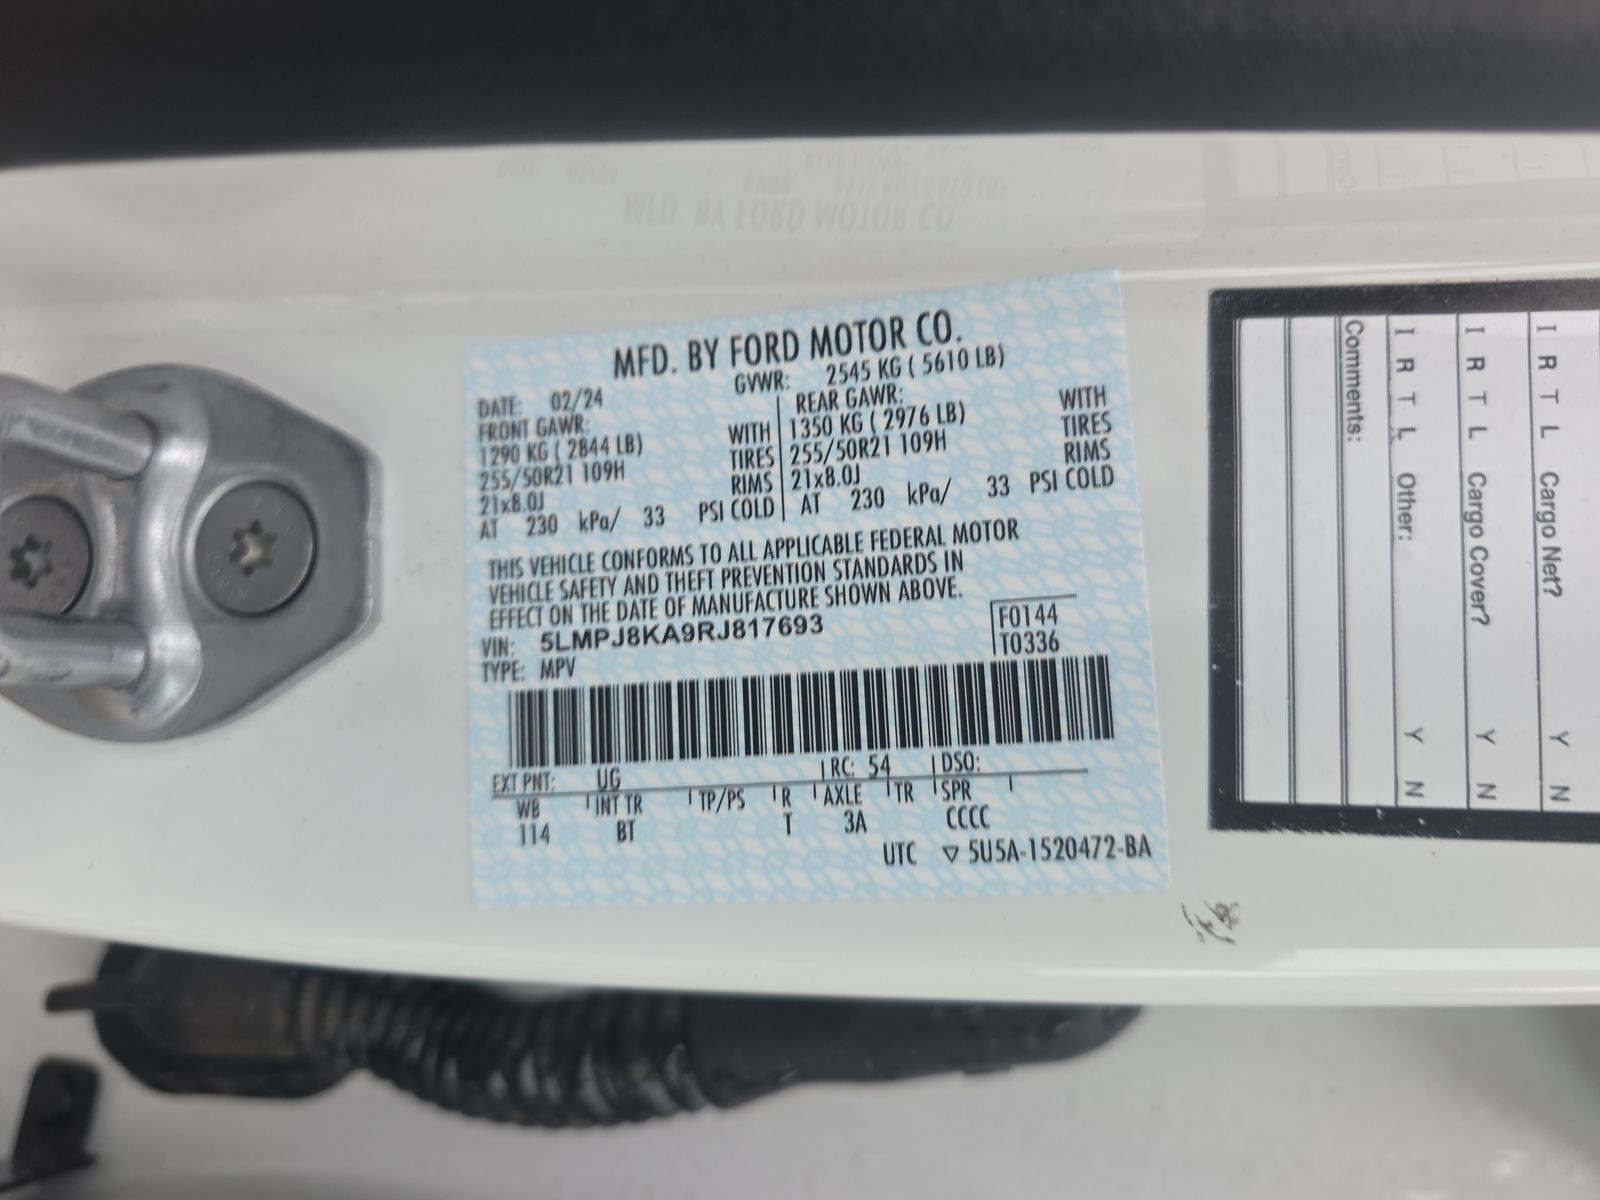 MFD. BY FORD MOTOR CO.
DATE: 02/24 GVWR: 2545 KG ( 5610 LB)
FRONT GAWR: REAR GAWR:
1290 KG ( 2844 LB) WITH 1350 KG ( 2976 LB) WITH
255/50R21 109H TIRES 255/50R21 109H TIRES
21x8.0J RIMS 21x8.0J RIMS
AT 230 kPa/ 33 PSI COLD AT 230 kPa/ 33 PSI COLD
THIS VEHICLE CONFORMS TO ALL APPLICABLE FEDERAL MOTOR
VEHICLE SAFETY AND THEFT PREVENTION STANDARDS IN
EFFECT ON THE DATE OF MANUFACTURE SHOWN ABOVE.
VIN: 5LMPJ8KA9RJ817693 F0144
TYPE: MPV T0336
EXT PNT: UG RC: 54 DSO:
WB INT TR TP/PS R AXLE TR SPR
114 BT T 3A CCCC
UTC ▽ 5U5A-1520472-BA
I R T L Cargo Net? Y N
I R T L Cargo Cover? Y N
I R T L Other: Y N
Comments: